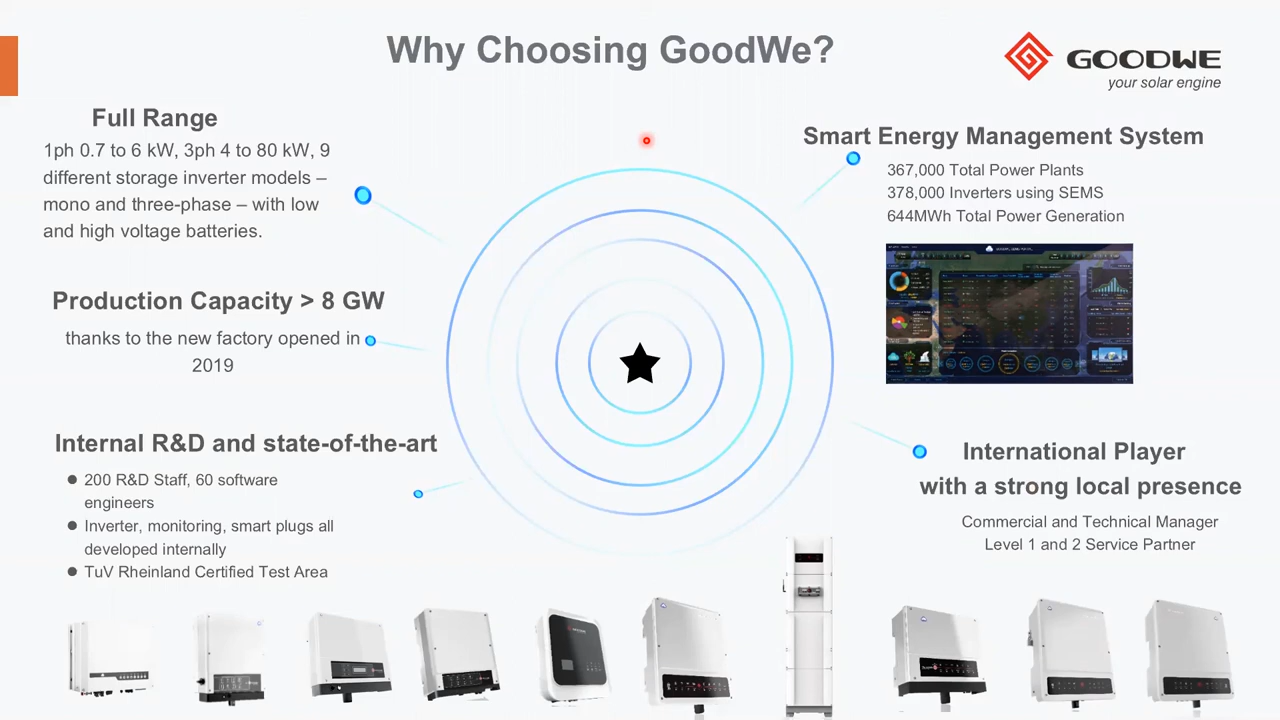 Why Choosing GoodWe?
GOODWE
your solar engine
Full Range
1ph 0.7 to 6 kW, 3ph 4 to 80 kW, 9
different storage inverter models –
mono and three-phase – with low
and high voltage batteries.
Production Capacity > 8 GW
thanks to the new factory opened in
2019
Internal R&D and state-of-the-art
● 200 R&D Staff, 60 software
engineers
● Inverter, monitoring, smart plugs all
developed internally
● TuV Rheinland Certified Test Area
Smart Energy Management System
367,000 Total Power Plants
378,000 Inverters using SEMS
644MWh Total Power Generation
International Player
with a strong local presence
Commercial and Technical Manager
Level 1 and 2 Service Partner